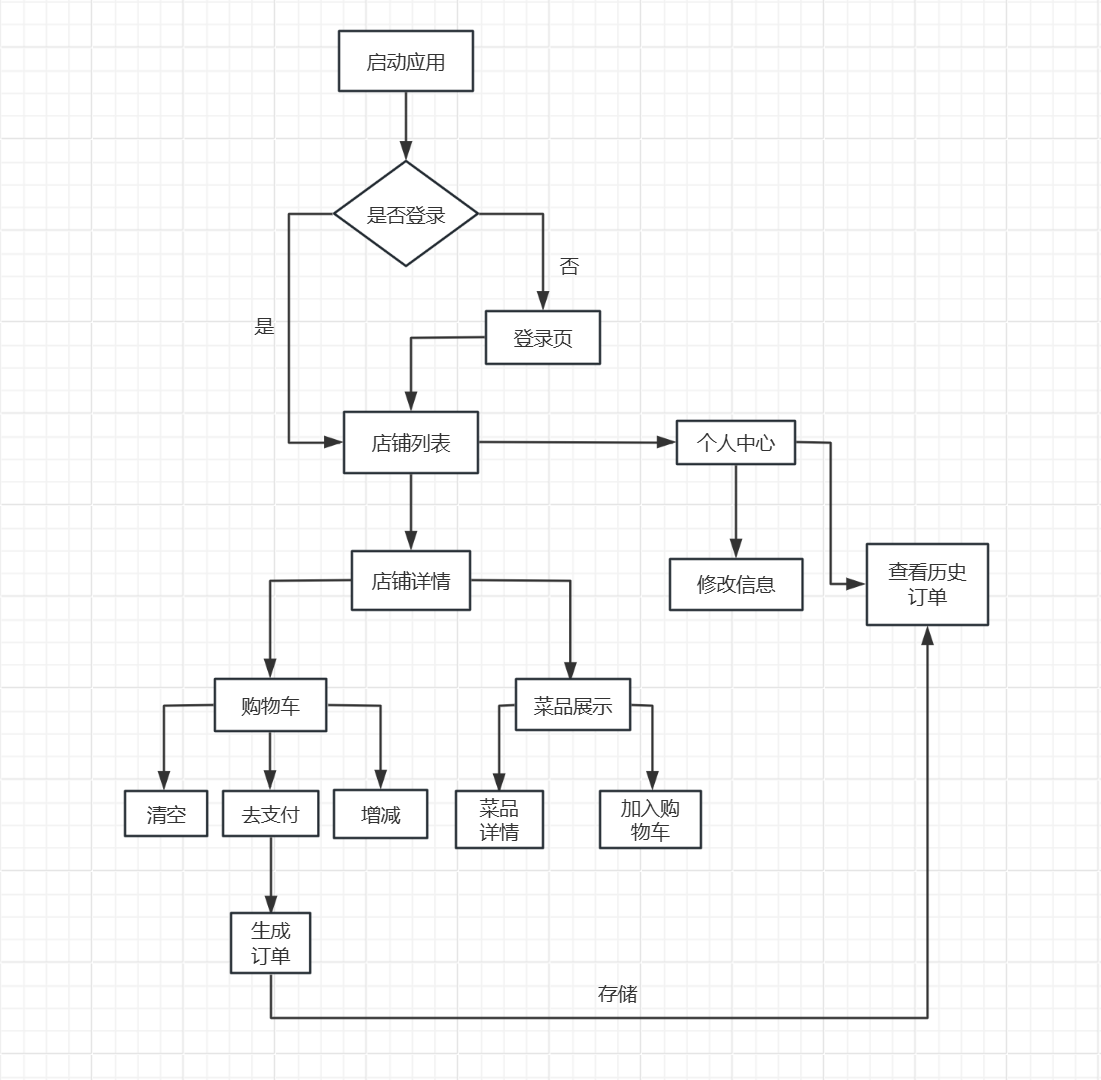 启动应用
是否登录
否
是
登录页
店铺列表
个人中心
店铺详情
修改信息
查看历史
订单
购物车
菜品展示
清空
去支付
增减
菜品
详情
加入购
物车
生成
订单
存储